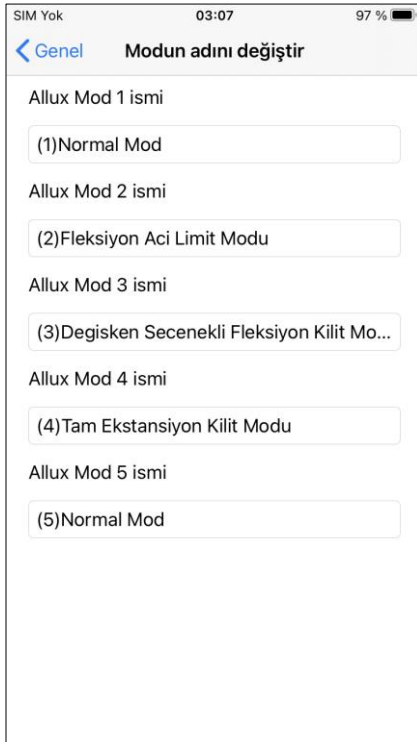 SIM Yok 03:07 97 %
Genel Modun adını değiştir
Allux Mod 1 ismi
(1)Normal Mod
Allux Mod 2 ismi
(2)Fleksiyon Aci Limit Modu
Allux Mod 3 ismi
(3)Degisken Secenekli Fleksiyon Kilit Mo...
Allux Mod 4 ismi
(4)Tam Ekstansiyon Kilit Modu
Allux Mod 5 ismi
(5)Normal Mod